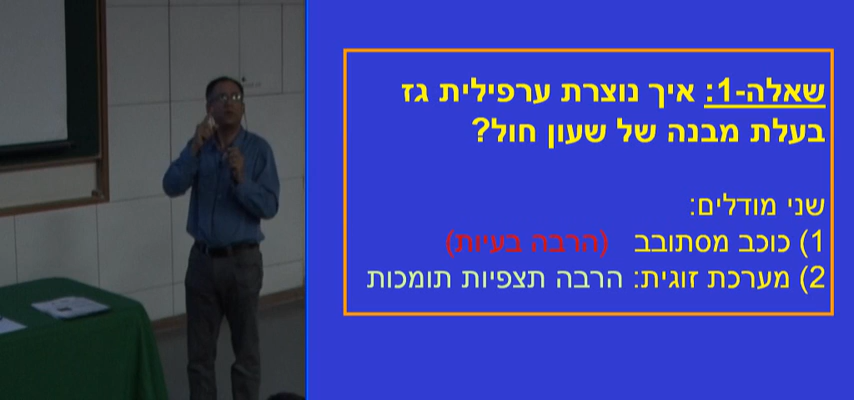 שאלה-1: איך נוצרת ערפילית גז
בעלת מבנה של שעון חול?
שני מודלים:
1) כוכב מסתובב (הרבה בעיות)
2) מערכת זוגית: הרבה תצפיות תומכות